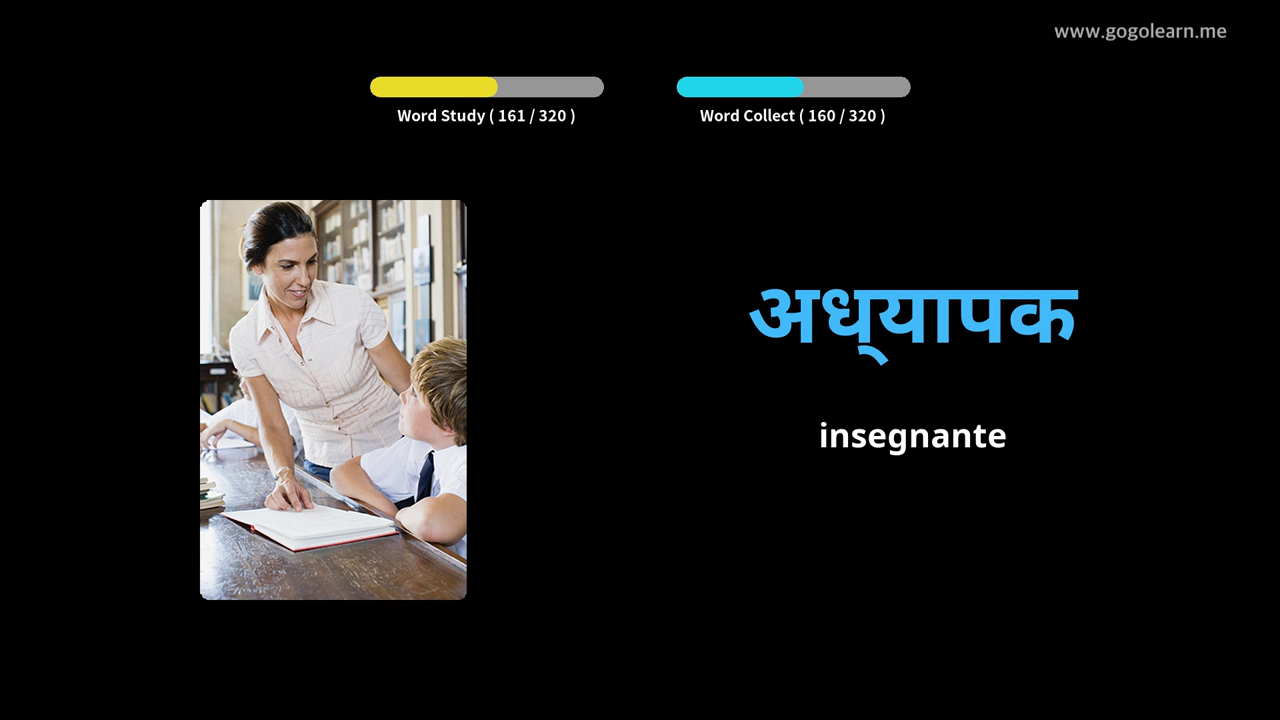 www.gogolearn.me
Word Study ( 161 / 320 )
Word Collect ( 160 / 320 )
अध्‌यापक
insegnante